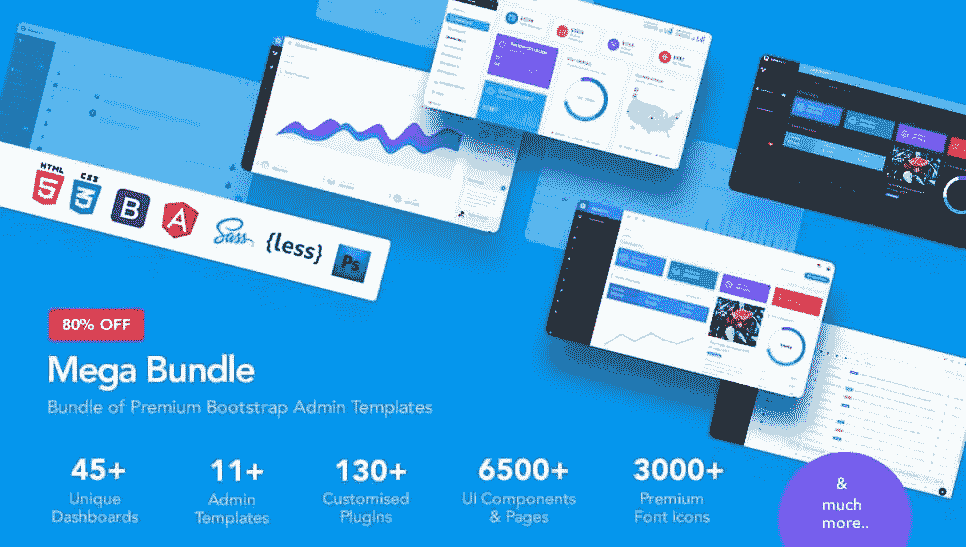 HTML
5
CSS
3
B
A
Sass
{less}
Ps
80% OFF
Mega Bundle
Bundle of Premium Bootstrap Admin Templates
45+
Unique
Dashboards
11+
Admin
Templates
130+
Customised
Plugins
6500+
UI Components
& Pages
3000+
Premium
Font Icons
&
much
more..